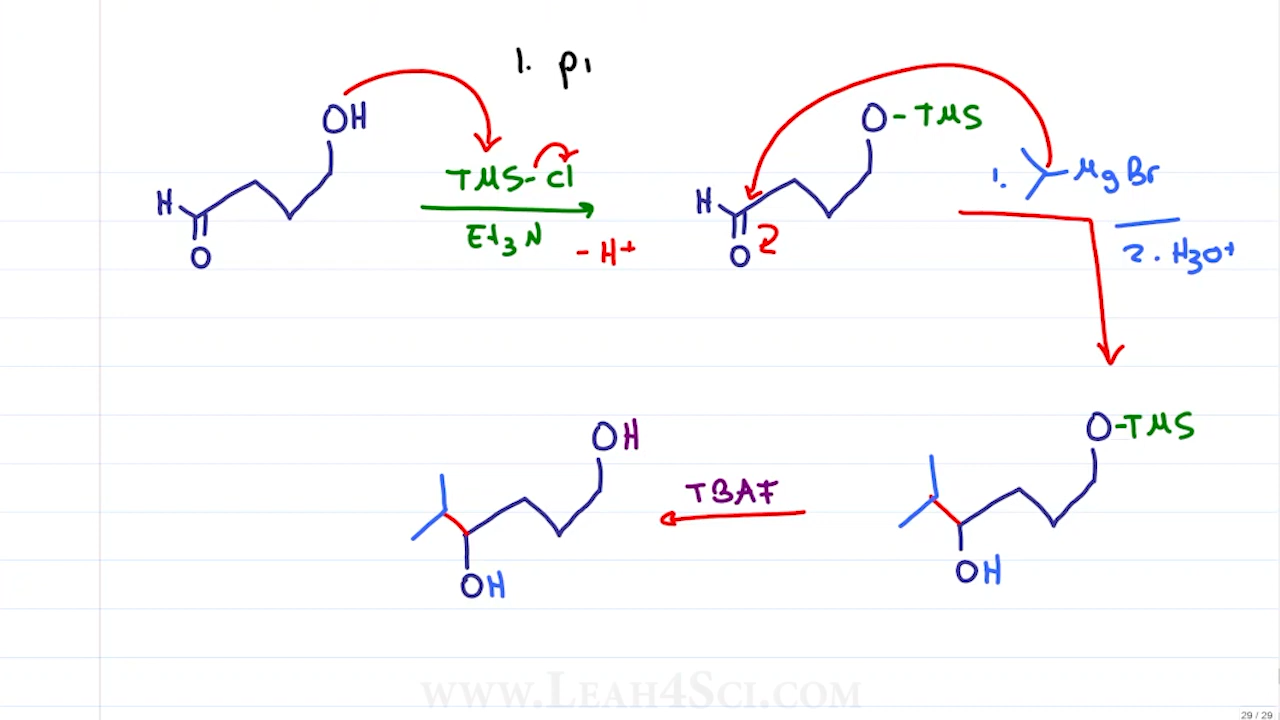 1. pi
OH
TMS-Cl
H
O
Et3N
-H+
O-TMS
H
O
1. MgBr
2. H3O+
OH
TBAF
OH
O-TMS
OH
www.Leah4Sci.com
29 / 29